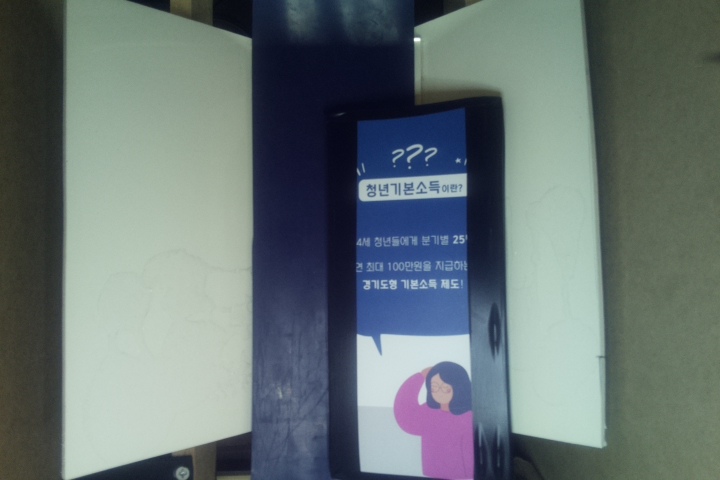 ???
청년기본소득이란?
4세 청년들에게 분기별 25
최대 100만원을 지급하는
경기도형 기본소득 제도!